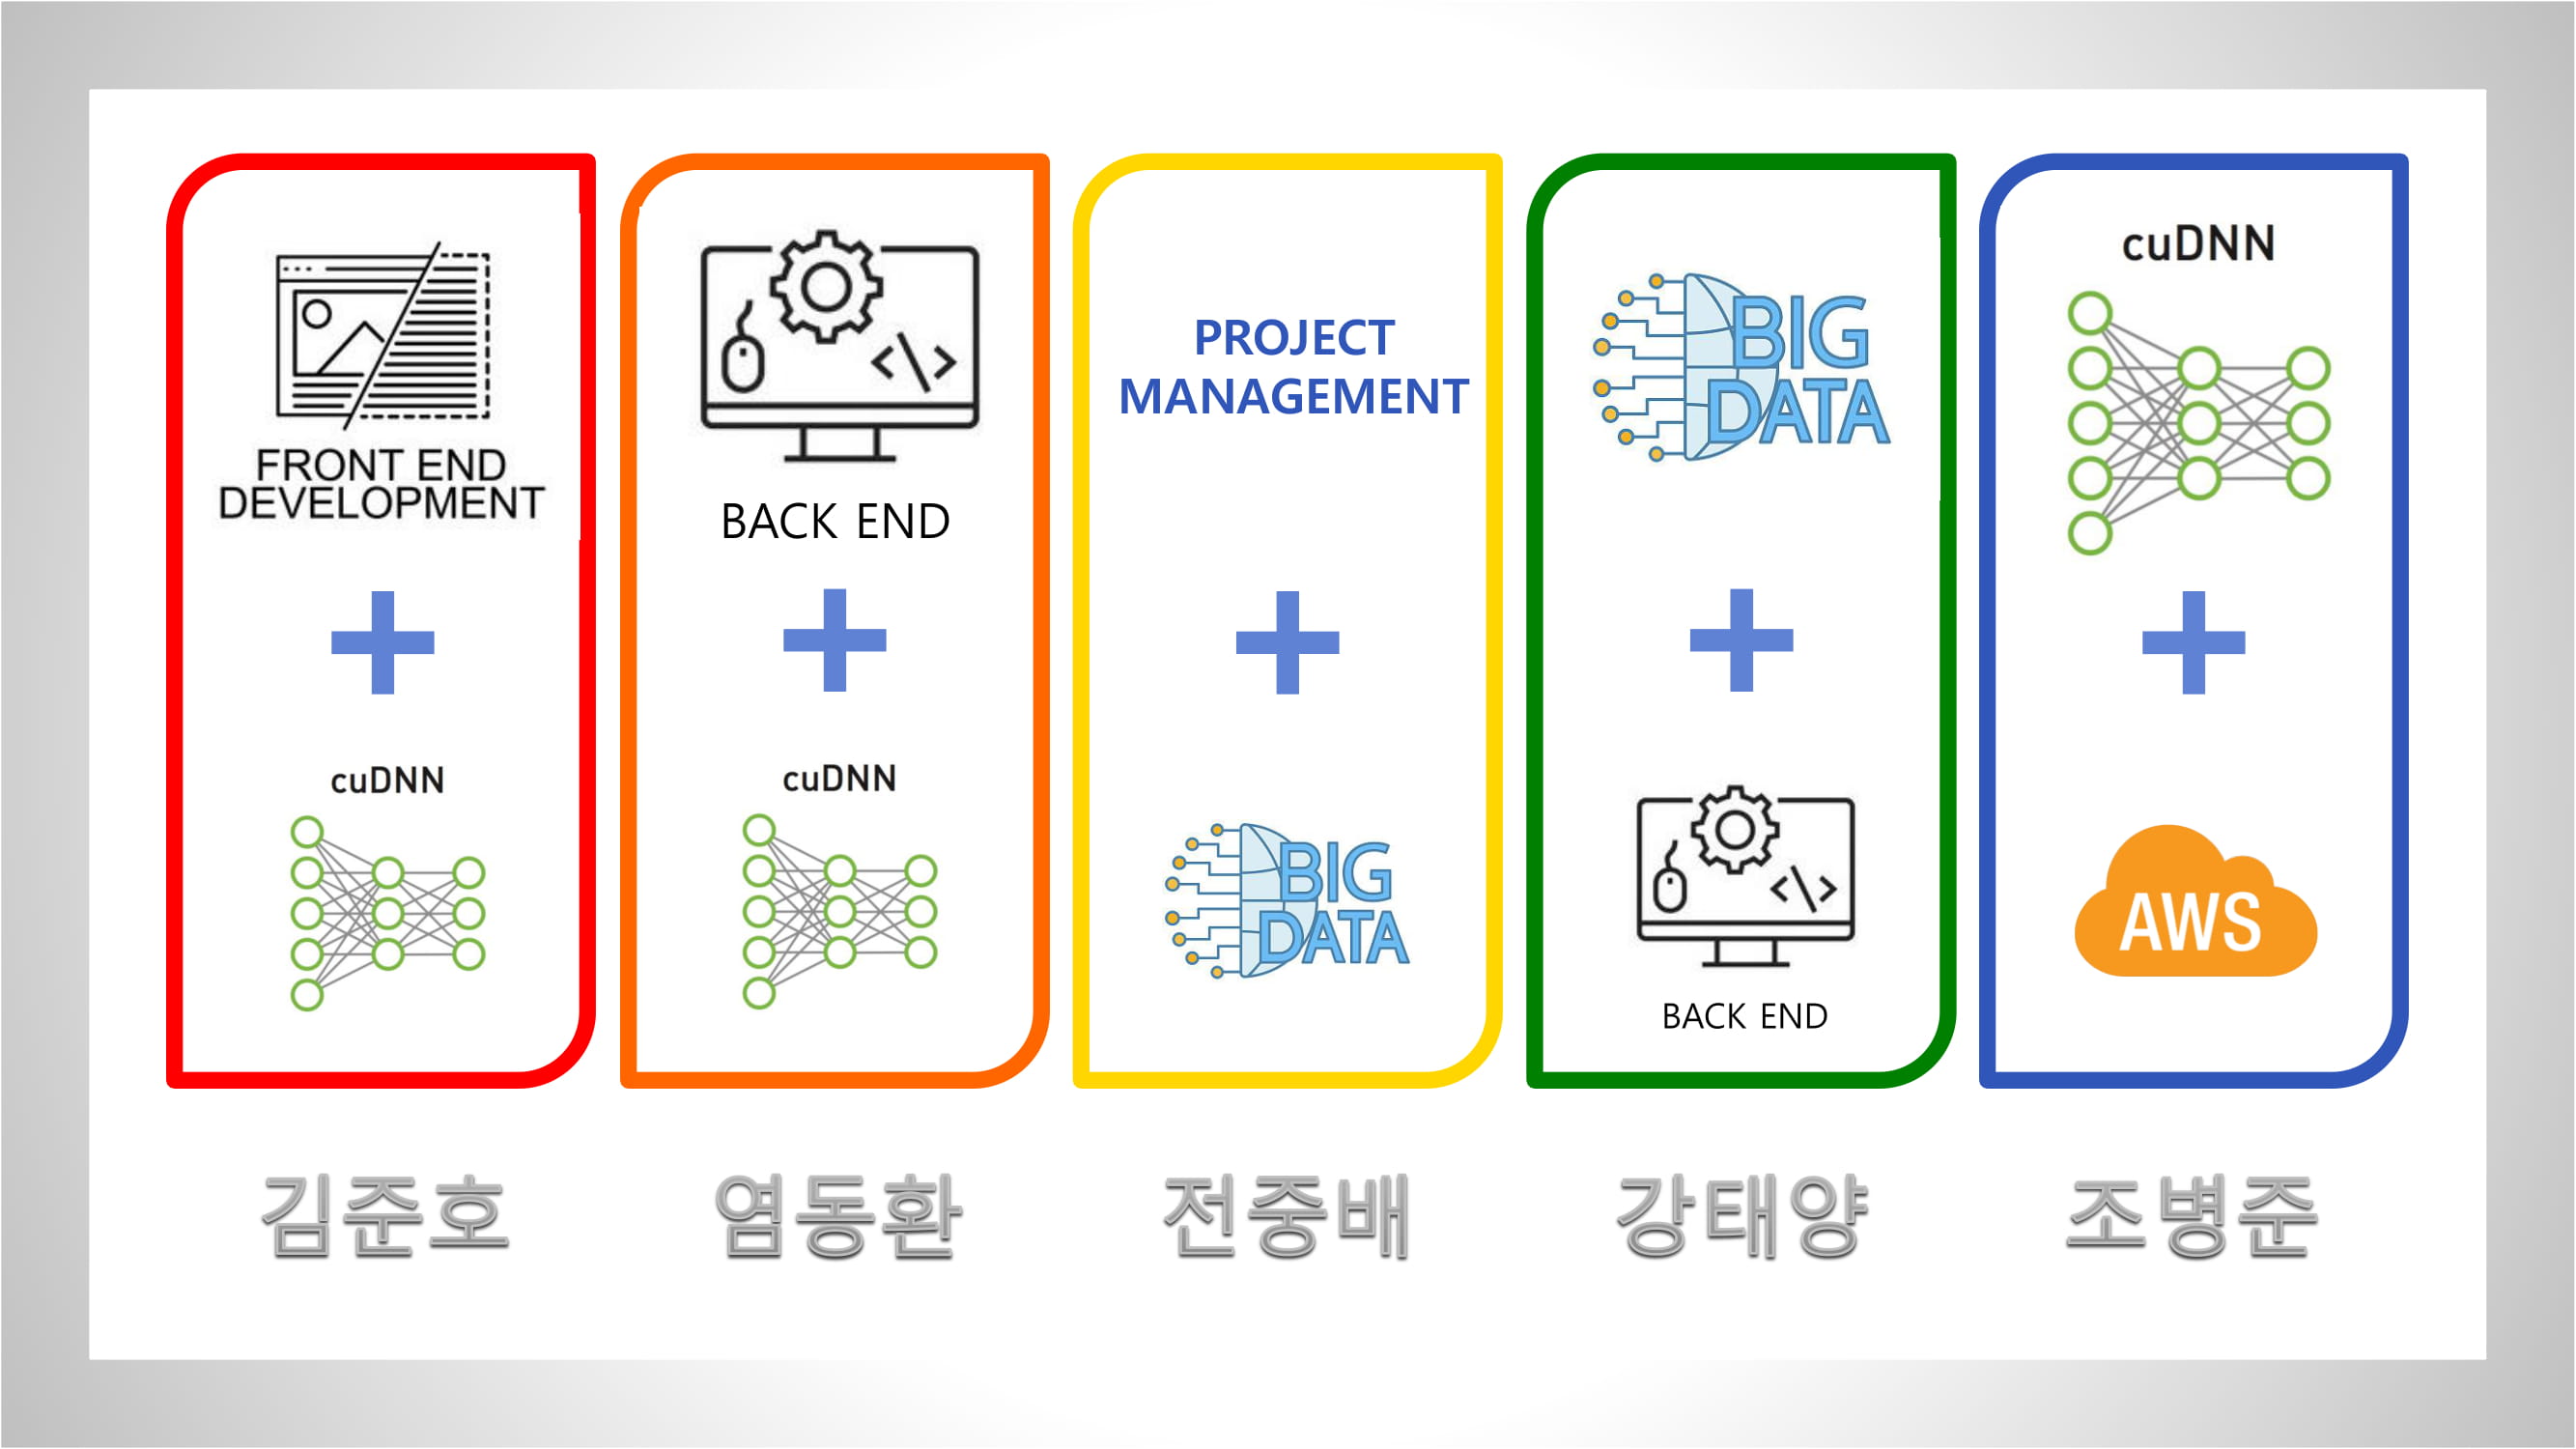 FRONT END
DEVELOPMENT
cuDNN
김준호
BACK END
cuDNN
염동환
PROJECT
MANAGEMENT
BIG
DATA
전중배
BIG
DATA
BACK END
강태양
cuDNN
AWS
조병준